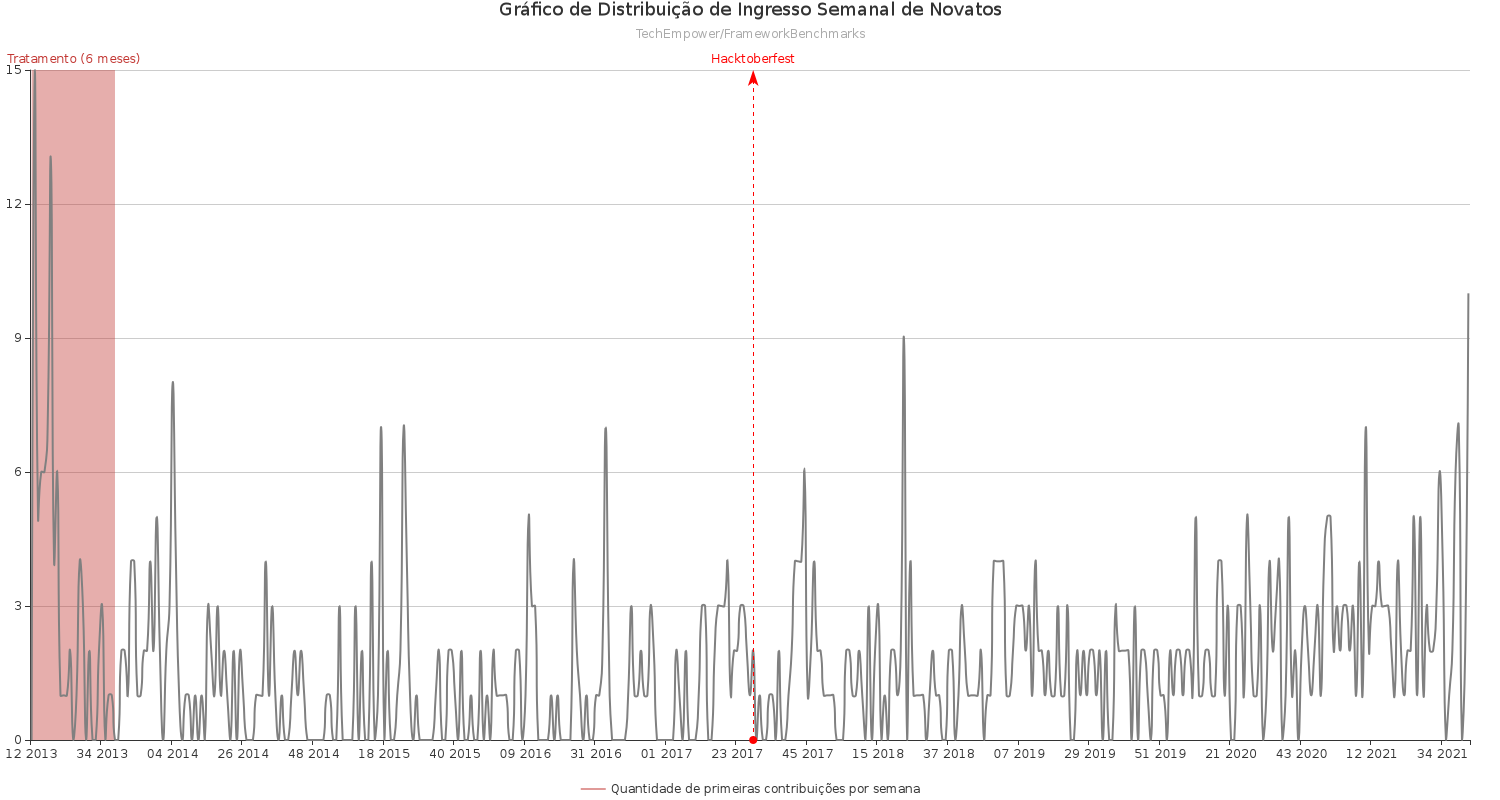 Gráfico de Distribuição de Ingresso Semanal de Novatos
TechEmpower/FrameworkBenchmarks
Tratamento (6 meses)
Hacktoberfest
15
12
9
6
3
0
12 2013 34 2013 04 2014 26 2014 48 2014 18 2015 40 2015 09 2016 31 2016 01 2017 23 2017 45 2017 15 2018 37 2018 07 2019 29 2019 51 2019 21 2020 43 2020 12 2021 34 2021
Quantidade de primeiras contribuições por semana